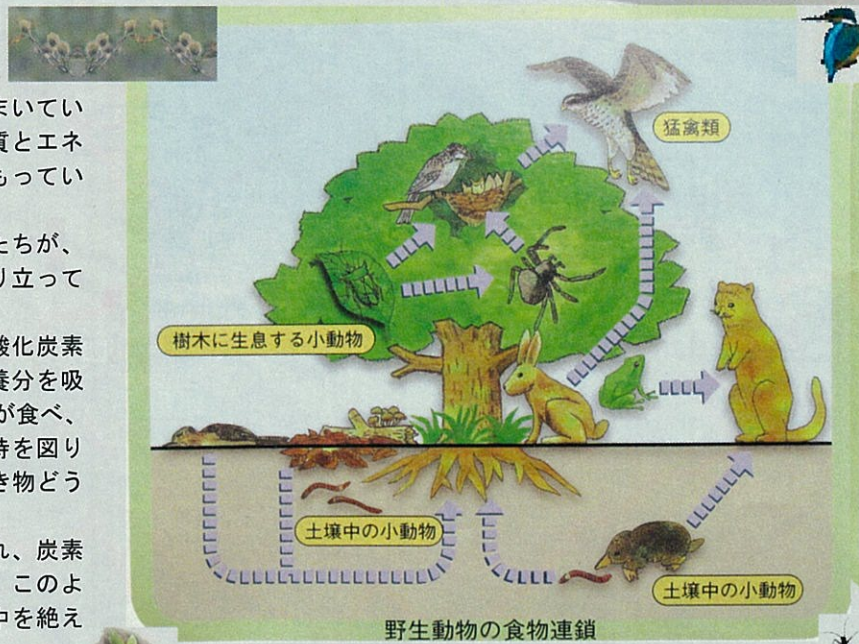 まいてい
質とエネ
もってい
たちが、
り立って
酸化炭素
養分を吸
が食べ、
持を図り
き物どう
れ、炭素
このよ
中を絶え
猛禽類
樹木に生息する小動物
土壌中の小動物
土壌中の小動物
野生動物の食物連鎖